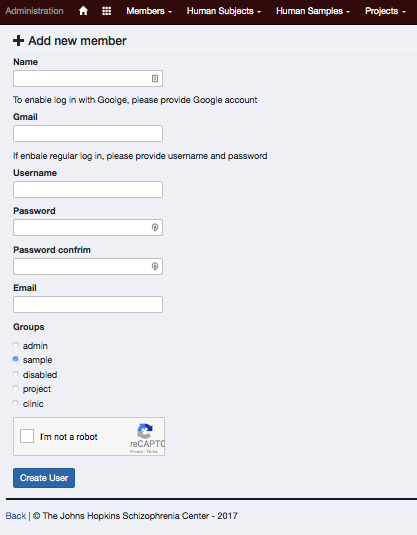 Administration Members Human Subjects Human Samples Projects
Add new member
Name
To enable log in with Goolge, please provide Google account
Gmail
If enbale regular log in, please provide username and password
Username
Password
Password confrim
Email
Groups
admin
sample
disabled
project
clinic
I'm not a robot
reCAPTC
Privacy - Terms
Create User
Back | © The Johns Hopkins Schizophrenia Center - 2017